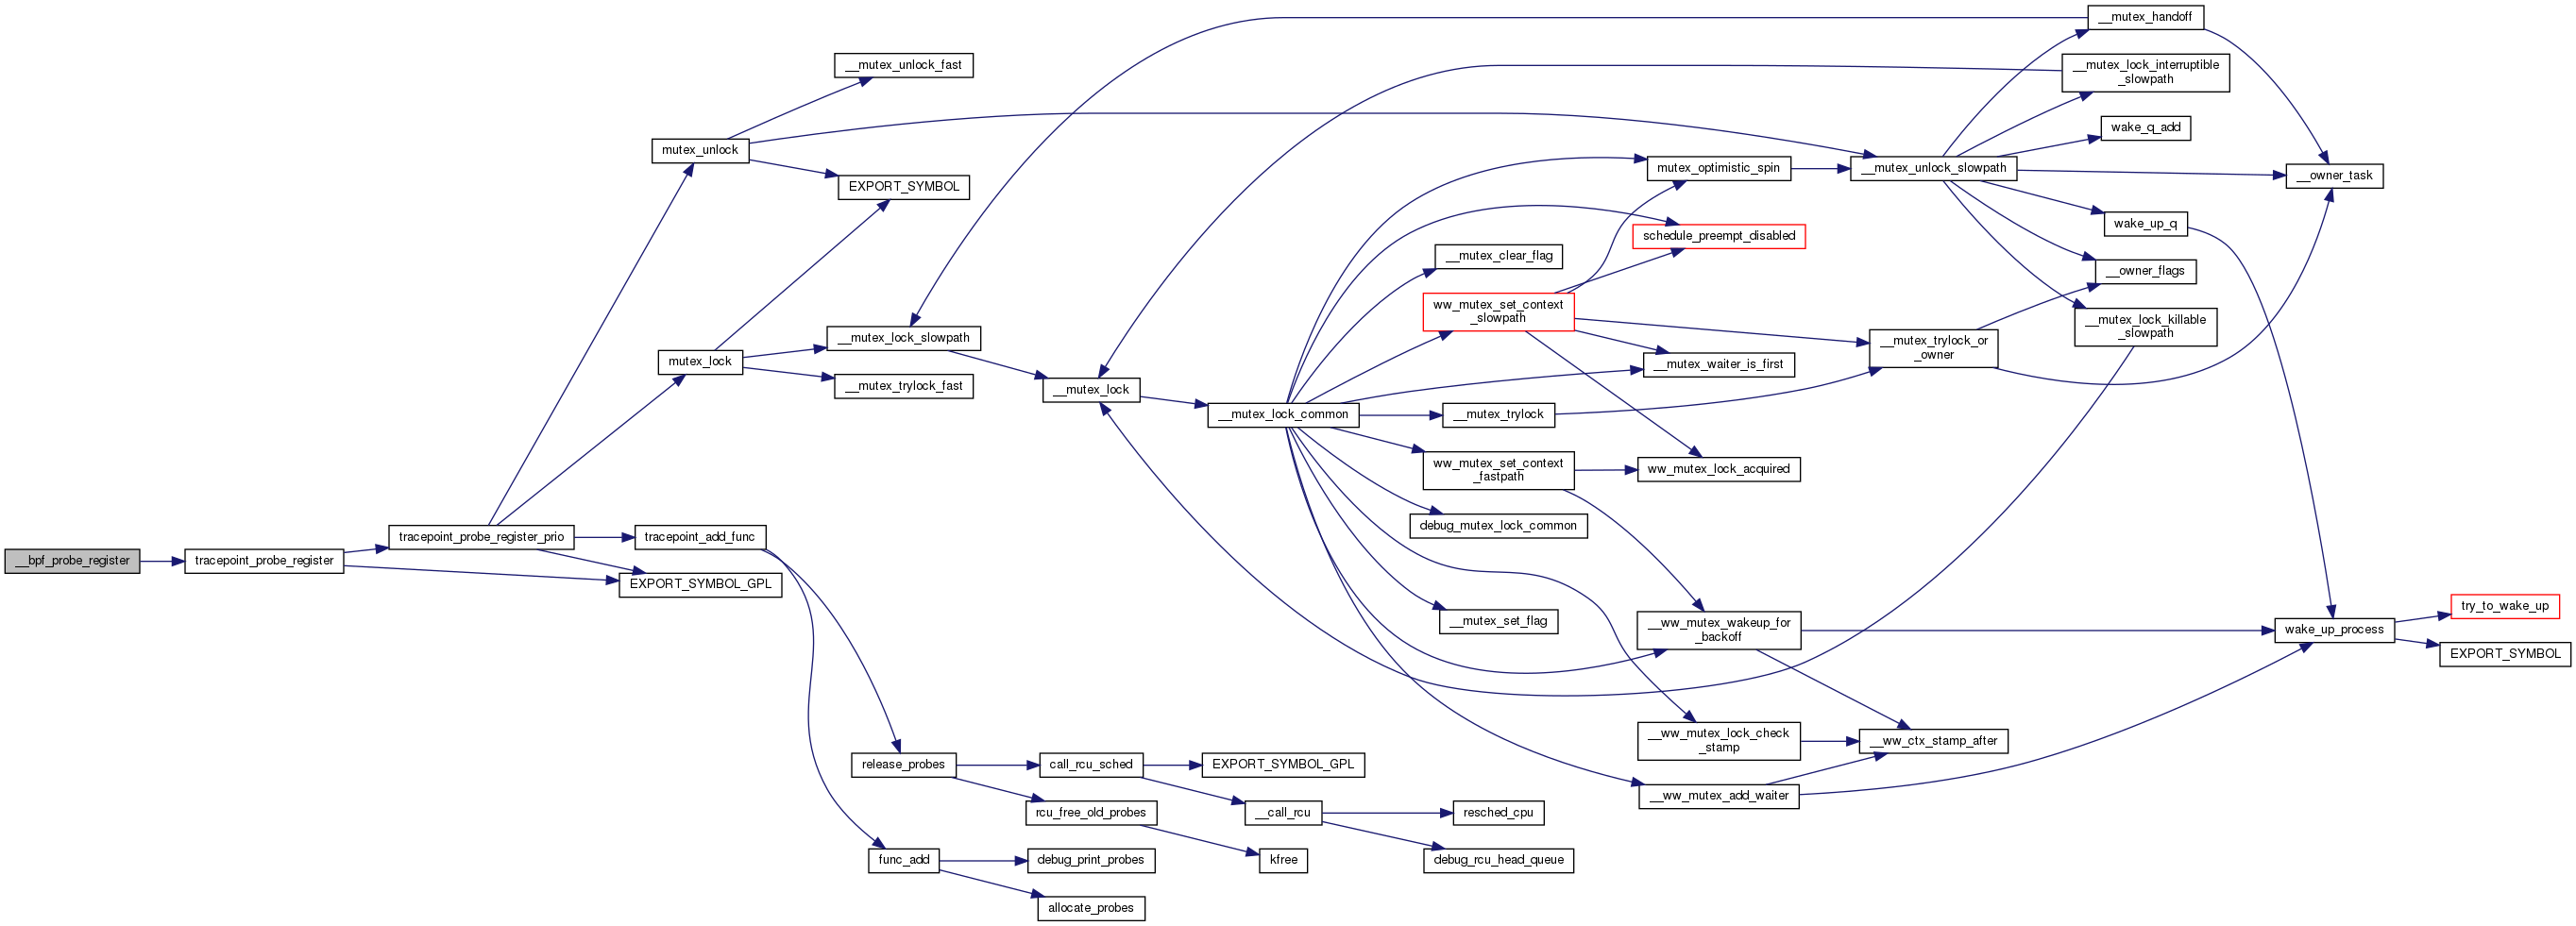 __bpf_probe_register
tracepoint_probe_register
tracepoint_probe_register_prio
EXPORT_SYMBOL_GPL
tracepoint_add_func
mutex_unlock
mutex_lock
__mutex_unlock_fast
EXPORT_SYMBOL
__mutex_lock_slowpath
__mutex_trylock_fast
release_probes
func_add
__mutex_lock
call_rcu_sched
rcu_free_old_probes
debug_print_probes
allocate_probes
__mutex_lock_common
EXPORT_SYMBOL_GPL
__call_rcu
kfree
__mutex_clear_flag
ww_mutex_set_context
_slowpath
__mutex_trylock
ww_mutex_set_context
_fastpath
debug_mutex_lock_common
__mutex_set_flag
resched_cpu
debug_rcu_head_queue
mutex_optimistic_spin
schedule_preempt_disabled
__mutex_waiter_is_first
ww_mutex_lock_acquired
__ww_mutex_wakeup_for
_backoff
__ww_mutex_lock_check
_stamp
__ww_mutex_add_waiter
__mutex_unlock_slowpath
__mutex_trylock_or
_owner
__ww_ctx_stamp_after
__mutex_handoff
__mutex_lock_interruptible
_slowpath
wake_q_add
wake_up_q
__owner_flags
__mutex_lock_killable
_slowpath
__owner_task
wake_up_process
try_to_wake_up
EXPORT_SYMBOL